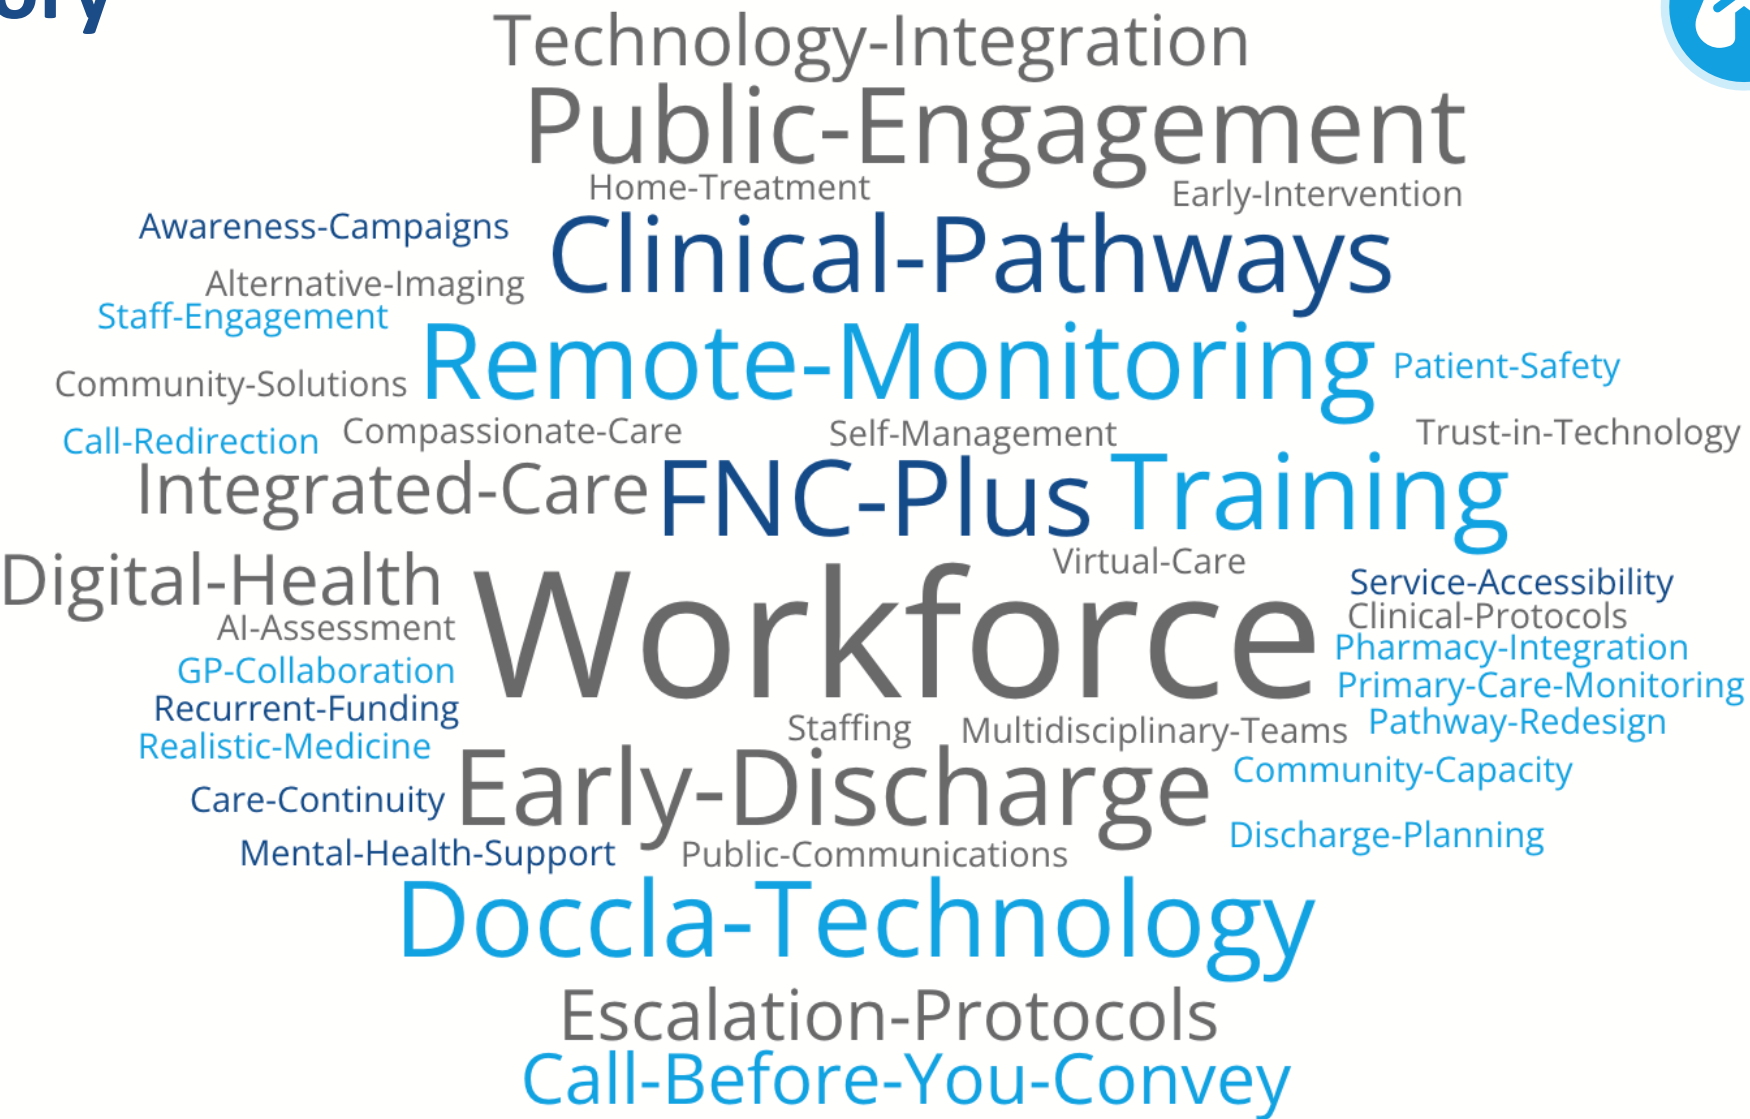 ory
Technology-Integration
Public-Engagement
Home-Treatment
Early-Intervention
Awareness-Campaigns
Clinical-Pathways
Alternative-Imaging
Staff-Engagement
Remote-Monitoring
Patient-Safety
Community-Solutions
Call-Redirection
Compassionate-Care
Self-Management
Trust-in-Technology
Integrated-Care
FNC-Plus
Training
Digital-Health
Virtual-Care
Service-Accessibility
Workforce
Clinical-Protocols
AI-Assessment
Pharmacy-Integration
GP-Collaboration
Primary-Care-Monitoring
Recurrent-Funding
Staffing
Multidisciplinary-Teams
Pathway-Redesign
Realistic-Medicine
Early-Discharge
Community-Capacity
Care-Continuity
Discharge-Planning
Mental-Health-Support
Public-Communications
Doccla-Technology
Escalation-Protocols
Call-Before-You-Convey